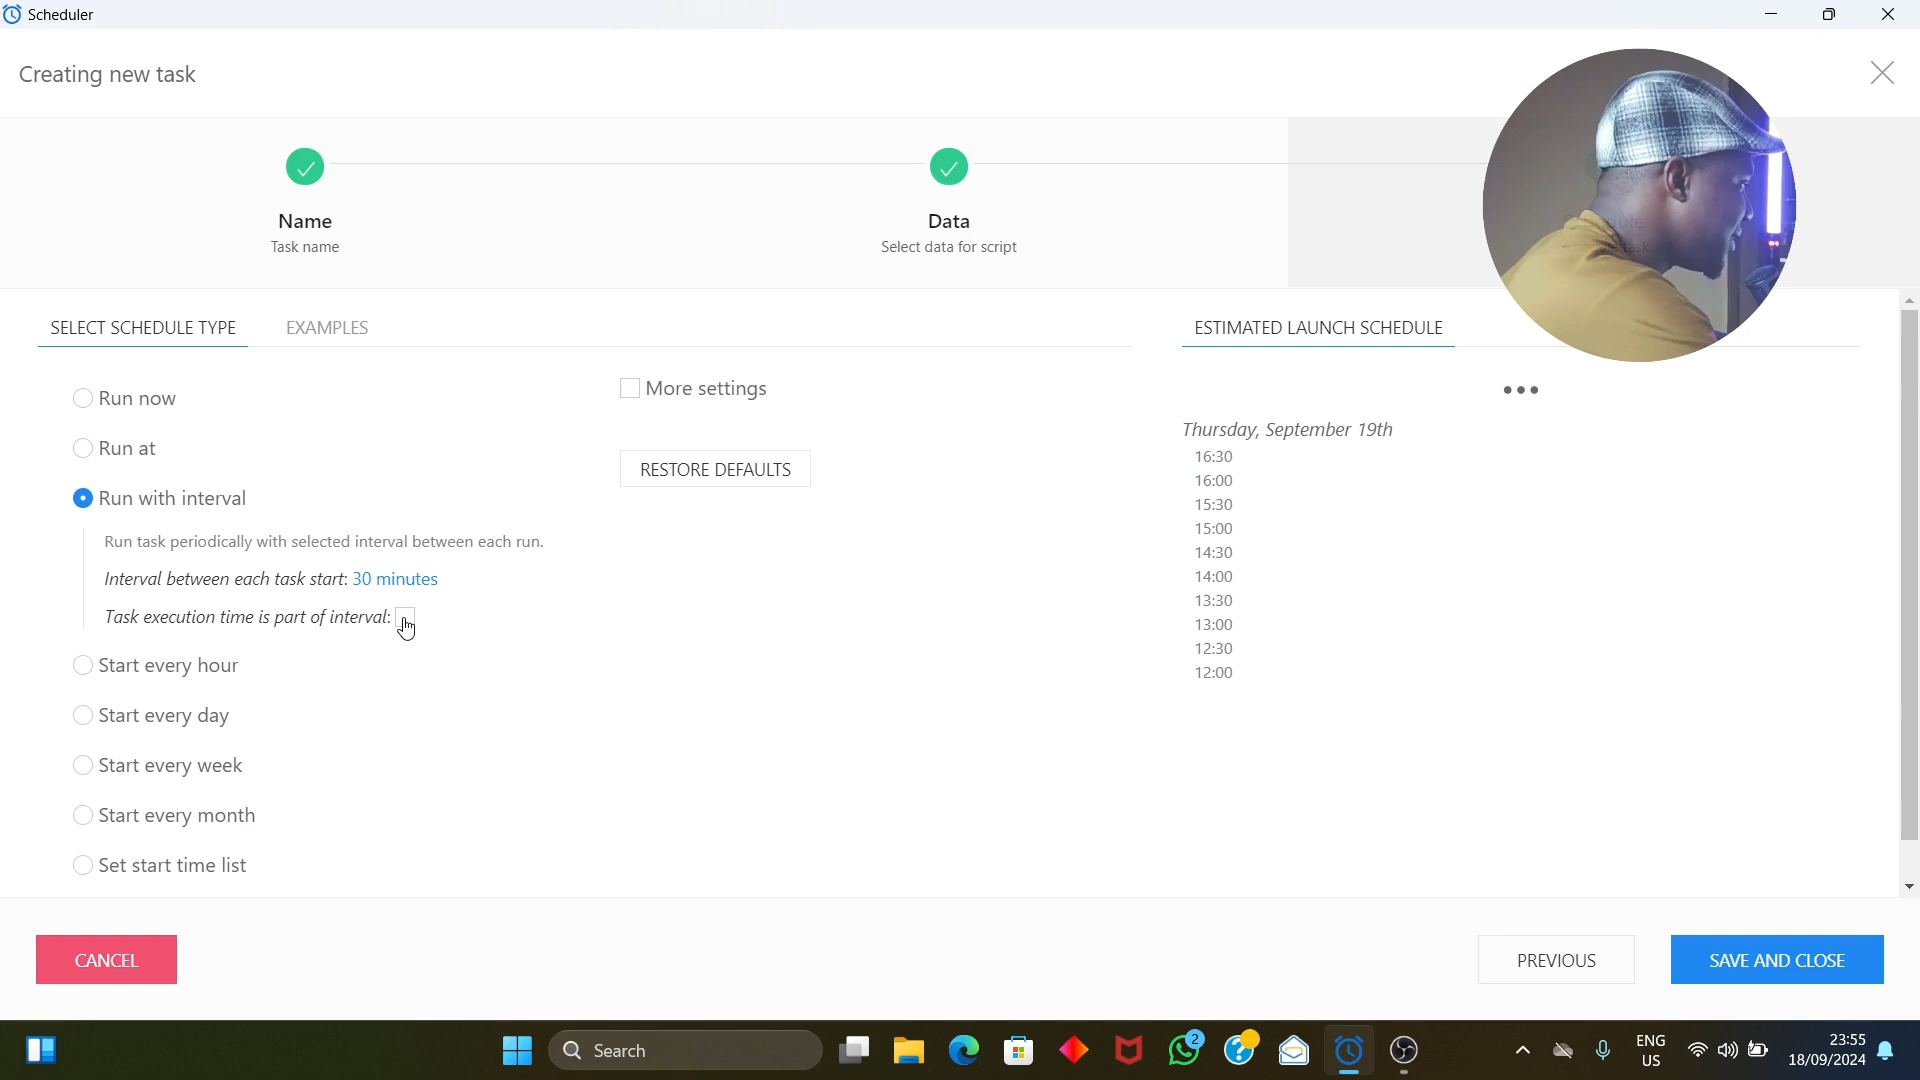 Scheduler
Creating new task
Name
Task name
Data
Select data for script
SELECT SCHEDULE TYPE
EXAMPLES
Run now
Run at
Run with interval
Run task periodically with selected interval between each run.
Interval between each task start: 30 minutes
Task execution time is part of interval:
Start every hour
Start every day
Start every week
Start every month
Set start time list
More settings
RESTORE DEFAULTS
ESTIMATED LAUNCH SCHEDULE
Thursday, September 19th
16:30
16:00
15:30
15:00
14:30
14:00
13:30
13:00
12:30
12:00
CANCEL
PREVIOUS
SAVE AND CLOSE
Search
2
ENG
US
23:55
18/09/2024